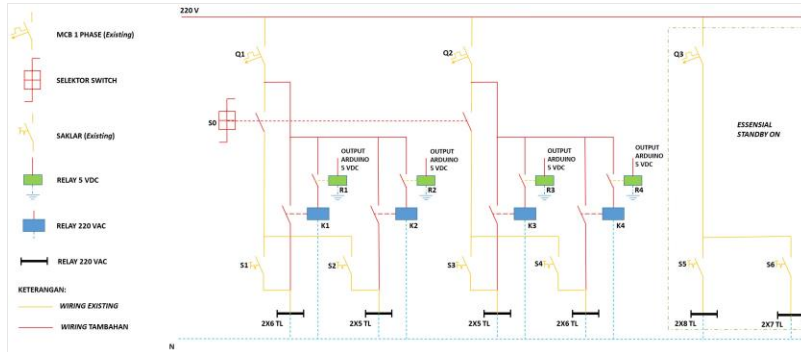 MCB 1 PHASE (Existing)
SELEKTOR SWITCH
SAKLAR (Existing)
RELAY 5 VDC
RELAY 220 VAC
RELAY 220 VAC
KETERANGAN:
WIRING EXISTING
WIRING TAMBAHAN
220 V
Q1
Q2
Q3
S0
ESSENSIAL
STANDBY ON
OUTPUT
ARDUINO
5 VDC
OUTPUT
ARDUINO
5 VDC
OUTPUT
ARDUINO
5 VDC
OUTPUT
ARDUINO
5 VDC
R1
R2
R3
R4
K1
K2
K3
K4
S1
S2
S3
S4
S5
S6
2X6 TL
2X5 TL
2X5 TL
2X6 TL
2X8 TL
2X7 TL
N